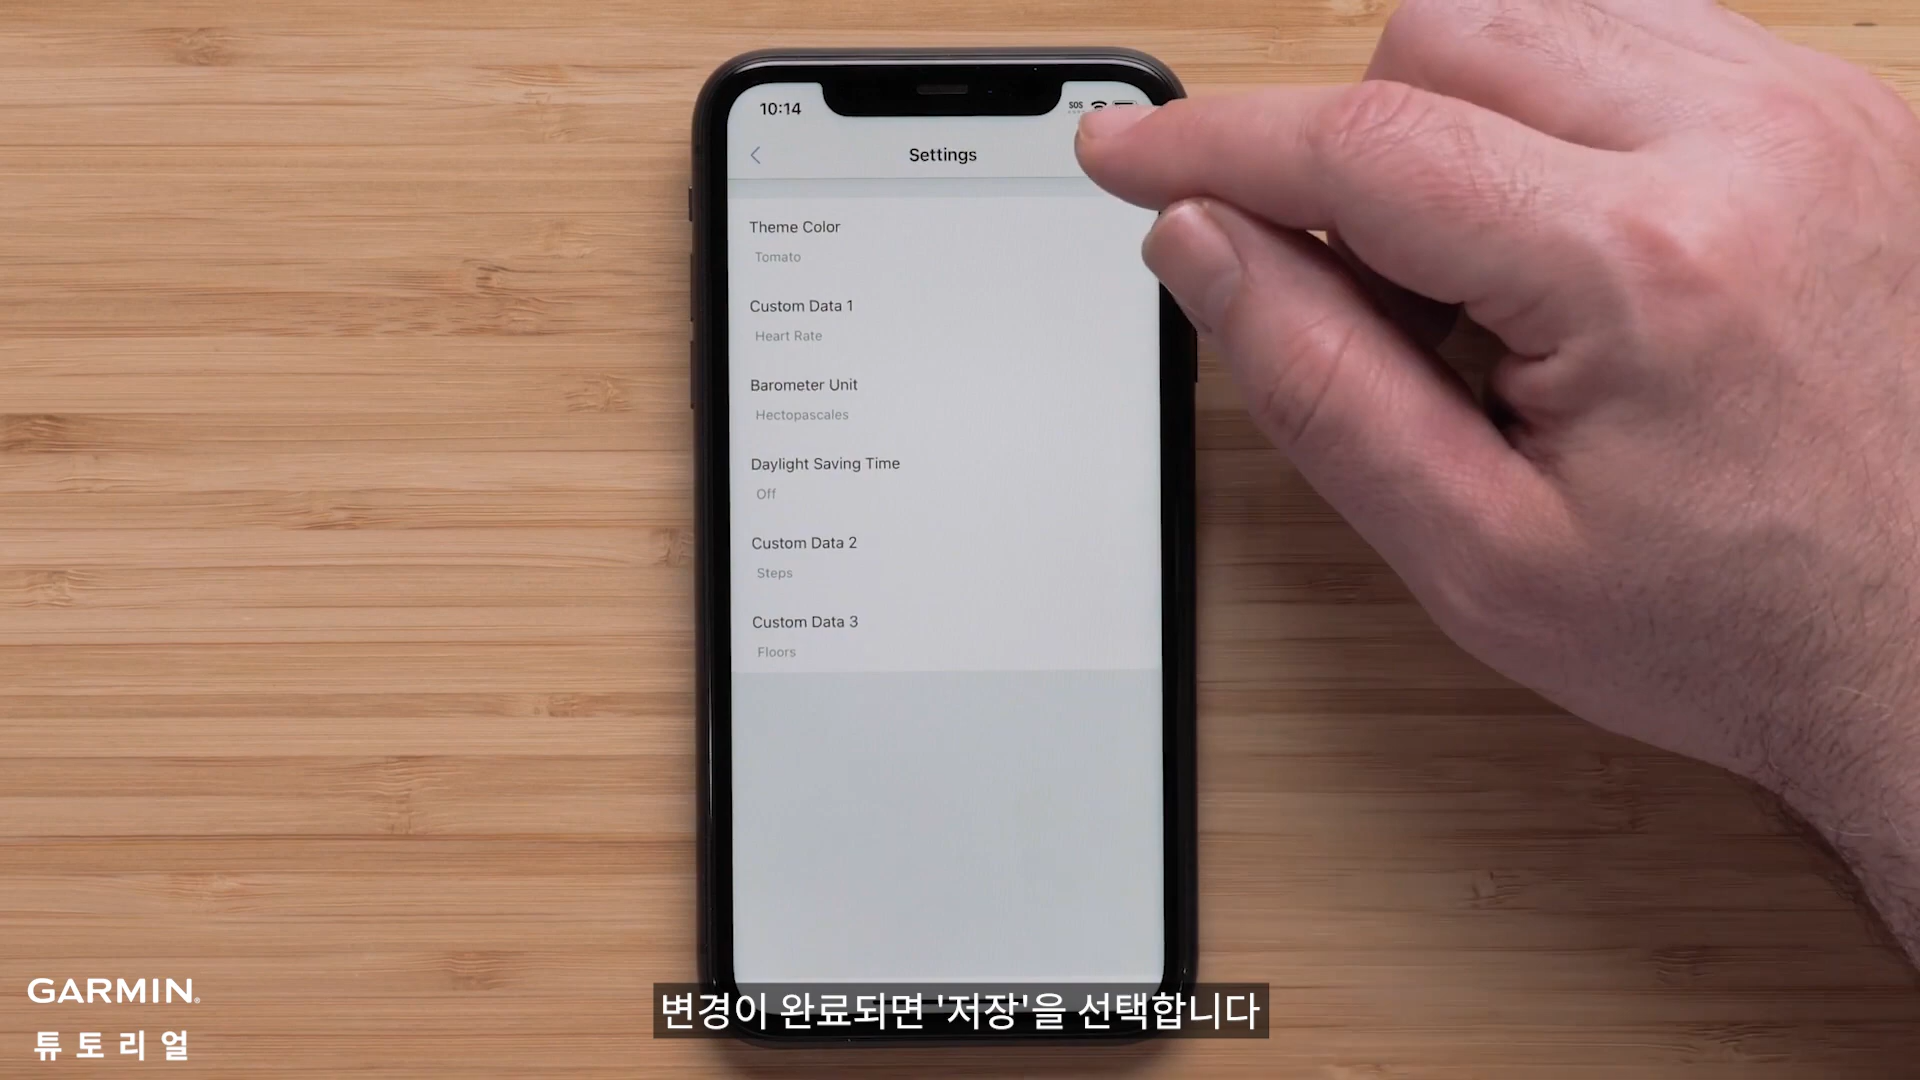 10:14
SOS
Settings
Theme Color
Tomato
Custom Data 1
Heart Rate
Barometer Unit
Hectopascales
Daylight Saving Time
Off
Custom Data 2
Steps
Custom Data 3
Floors
변경이 완료되면 '저장'을 선택합니다
GARMIN®
튜토리얼